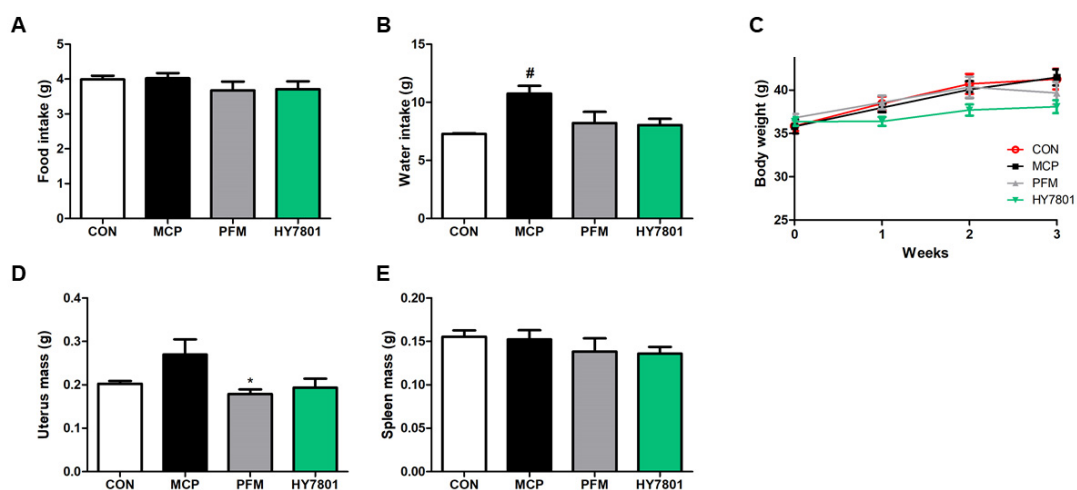 A
Food intake (g)
5
4
3
2
1
0
CON MCP PFM HY7801
B
Water intake (g)
15
10
5
0
#
CON MCP PFM HY7801
C
Body weight (g)
40
35
30
25
0 1 2 3
Weeks
CON
MCP
PFM
HY7801
D
Uterus mass (g)
0.4
0.3
0.2
0.1
0.0
*
CON MCP PFM HY7801
E
Spleen mass (g)
0.20
0.15
0.10
0.05
0.00
CON MCP PFM HY7801